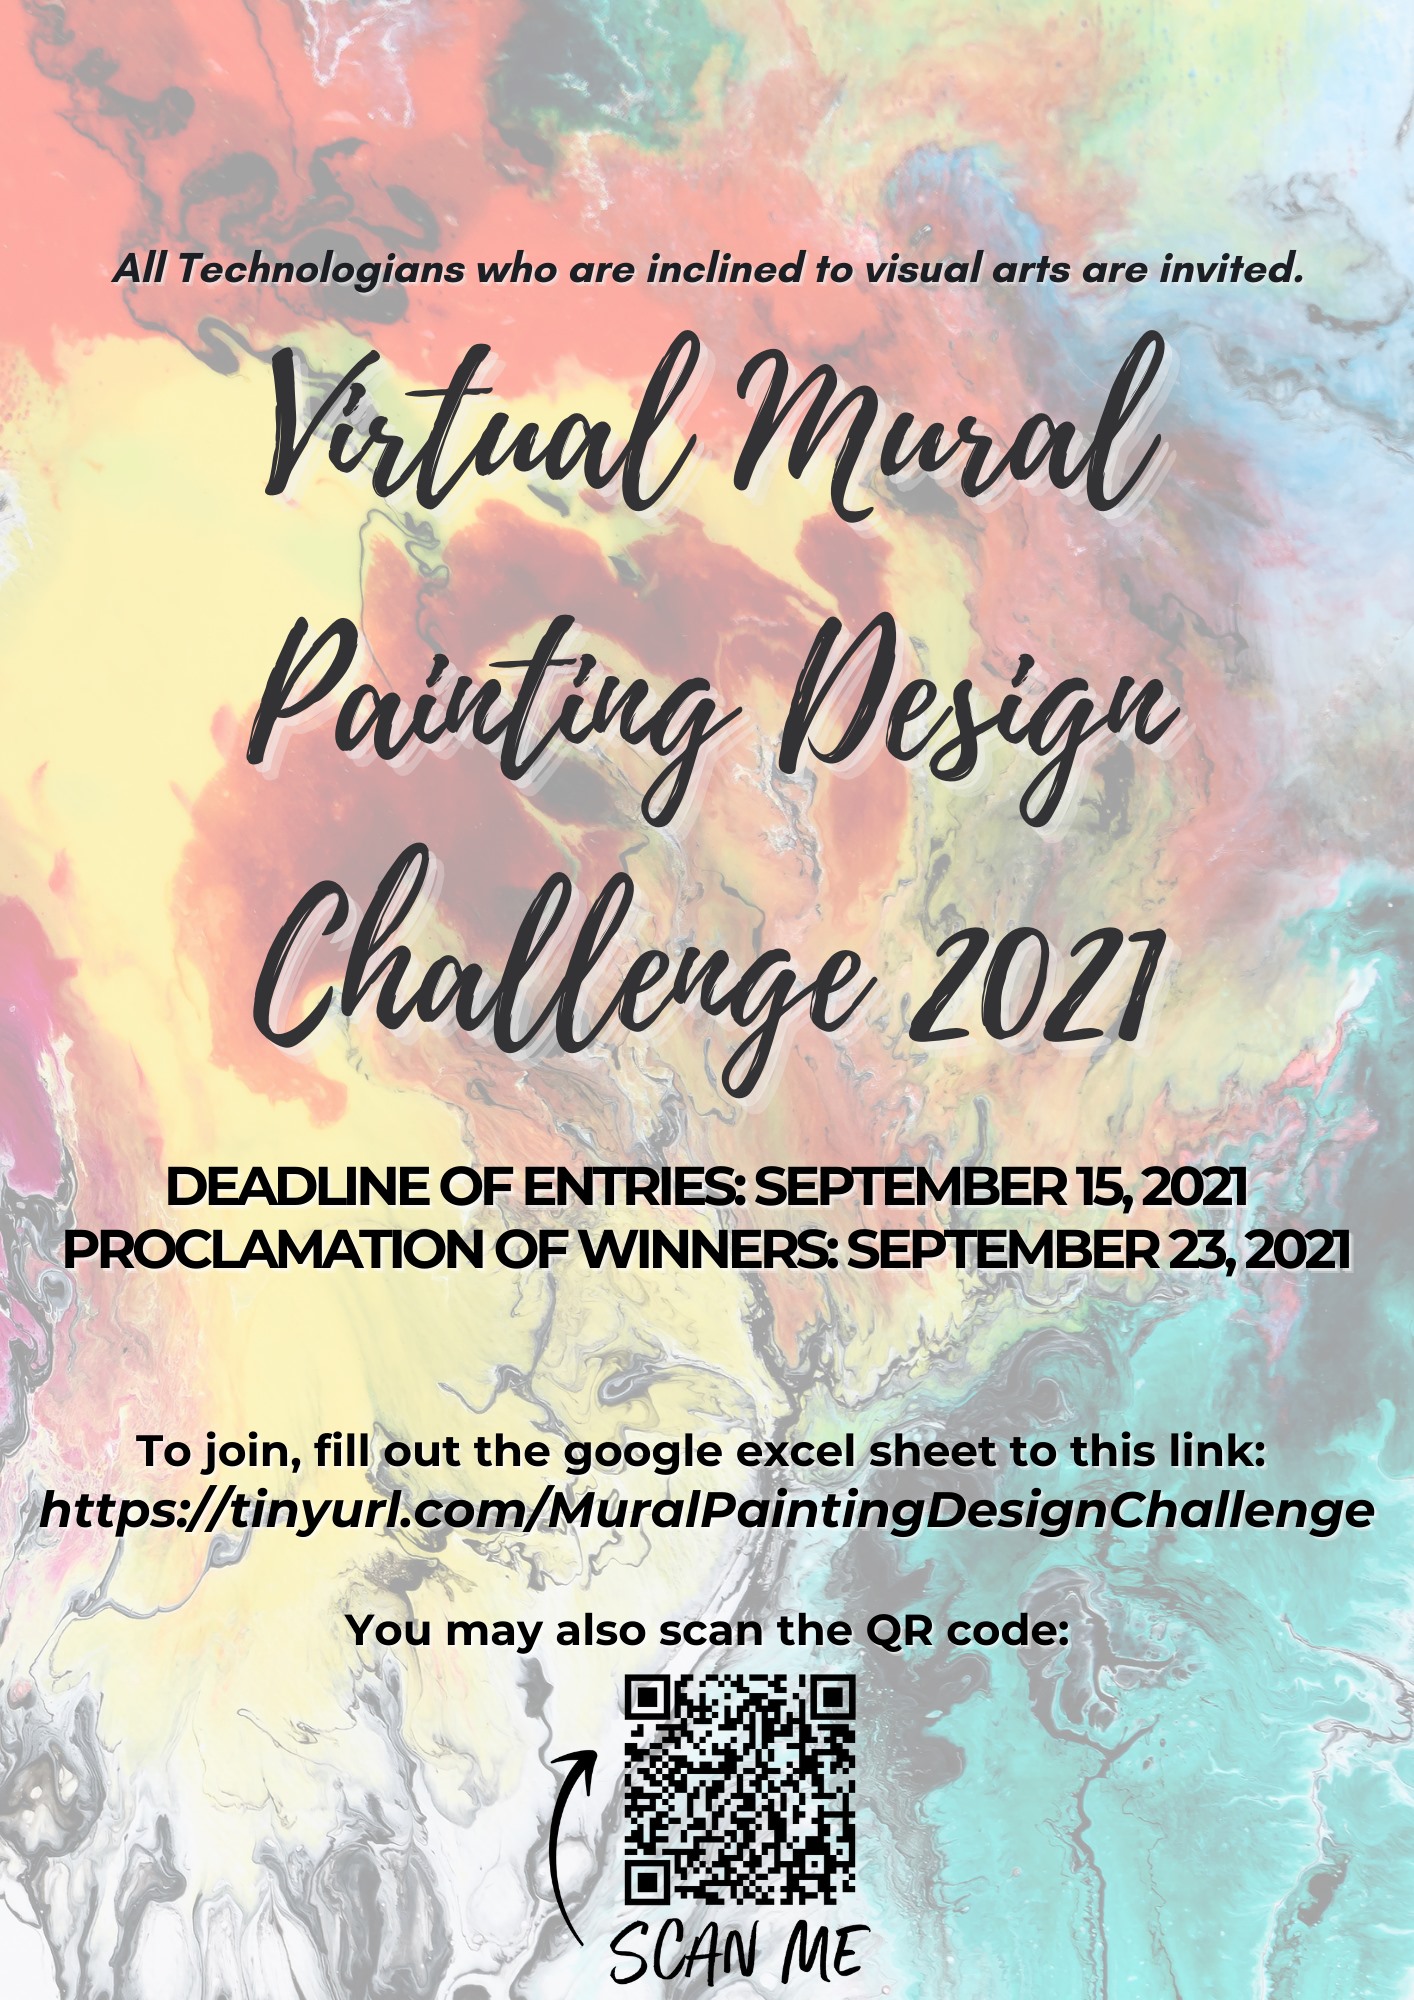 All Technologians who are inclined to visual arts are invited.
Virtual Mural
Painting Design
Challenge 2021
DEADLINE OF ENTRIES: SEPTEMBER 15, 2021
PROCLAMATION OF WINNERS: SEPTEMBER 23, 2021
To join, fill out the google excel sheet to this link:
https://tinyurl.com/MuralPaintingDesignChallenge
You may also scan the QR code:
SCAN ME